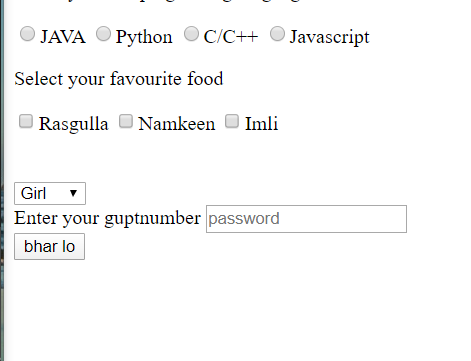 JAVA Python C/C++ Javascript
Select your favourite food
Rasgulla Namkeen Imli
Girl
Enter your guptnumber password
bhar lo